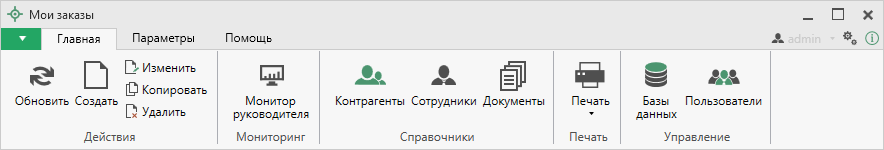 Мои заказы
Главная Параметры Помощь admin
Обновить Создать Изменить Копировать Удалить
Действия
Монитор
руководителя
Мониторинг
Контрагенты Сотрудники Документы
Справочники
Печать
Печать
Базы
данных
Пользователи
Управление